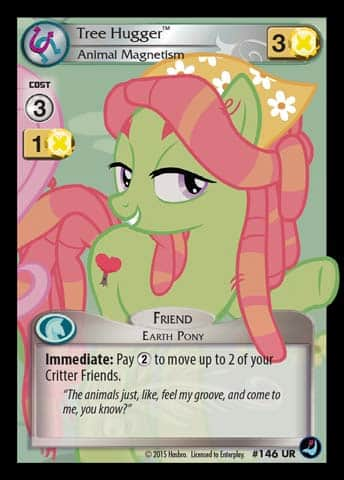 Tree Hugger™
Animal Magnetism
3
COST
3
1
FRIEND
EARTH PONY
Immediate: Pay 2 to move up to 2 of your
Critter Friends.
"The animals just, like, feel my groove, and come to
me, you know?"
© 2015 Hasbro. Licensed to Enterplay. #146 UR